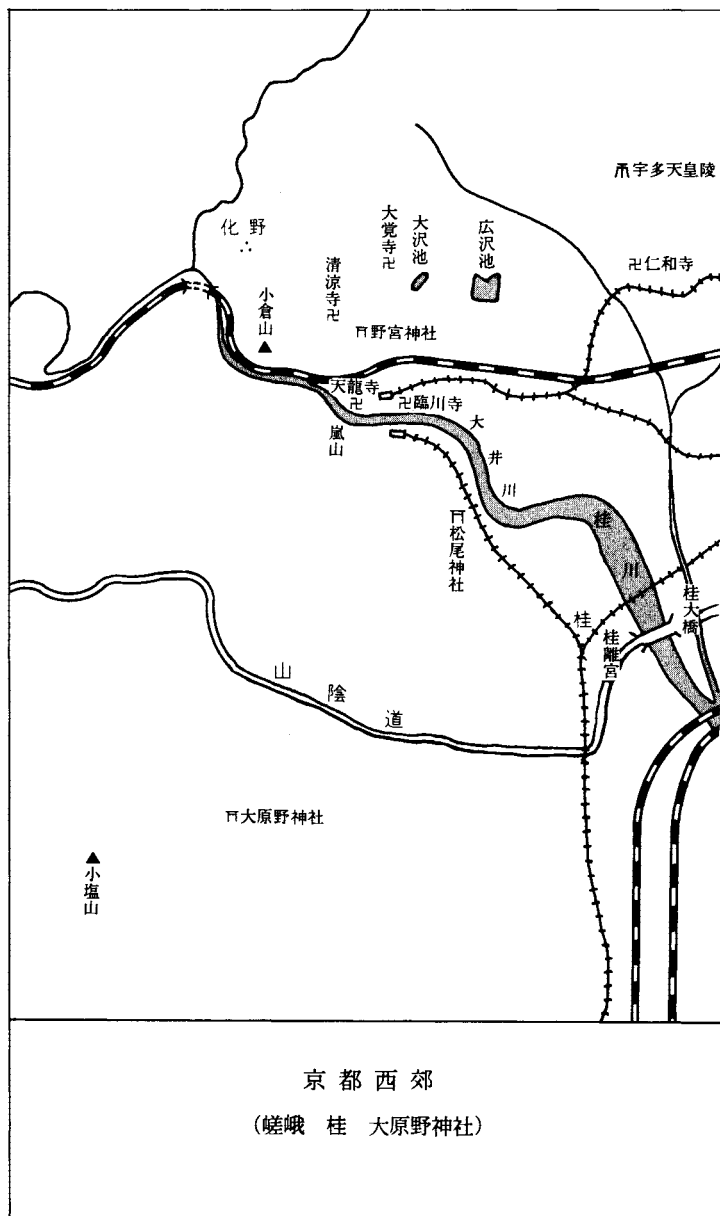 宇多天皇陵
化野
大覚寺
大沢池
広沢池
清涼寺
仁和寺
小倉山
野宮神社
天龍寺
臨川寺
嵐山
大井川
松尾神社
桂川
桂
桂離宮
桂大橋
山陰道
大原野神社
小塩山
京都西郊
(嵯峨 桂 大原野神社)